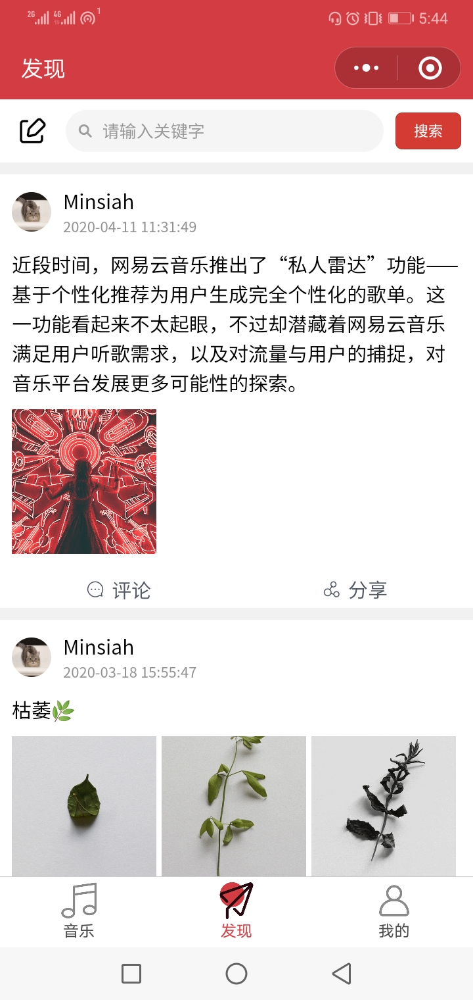 2G 4G 1 5:44
发现
请输入关键字 搜索
Minsiah
2020-04-11 11:31:49
近段时间，网易云音乐推出了“私人雷达”功能——
基于个性化推荐为用户生成完全个性化的歌单。这
一功能看起来不太起眼，不过却潜藏着网易云音乐
满足用户听歌需求，以及对流量与用户的捕捉，对
音乐平台发展更多可能性的探索。
评论 分享
Minsiah
2020-03-18 15:55:47
枯萎🌿
音乐 发现 我的